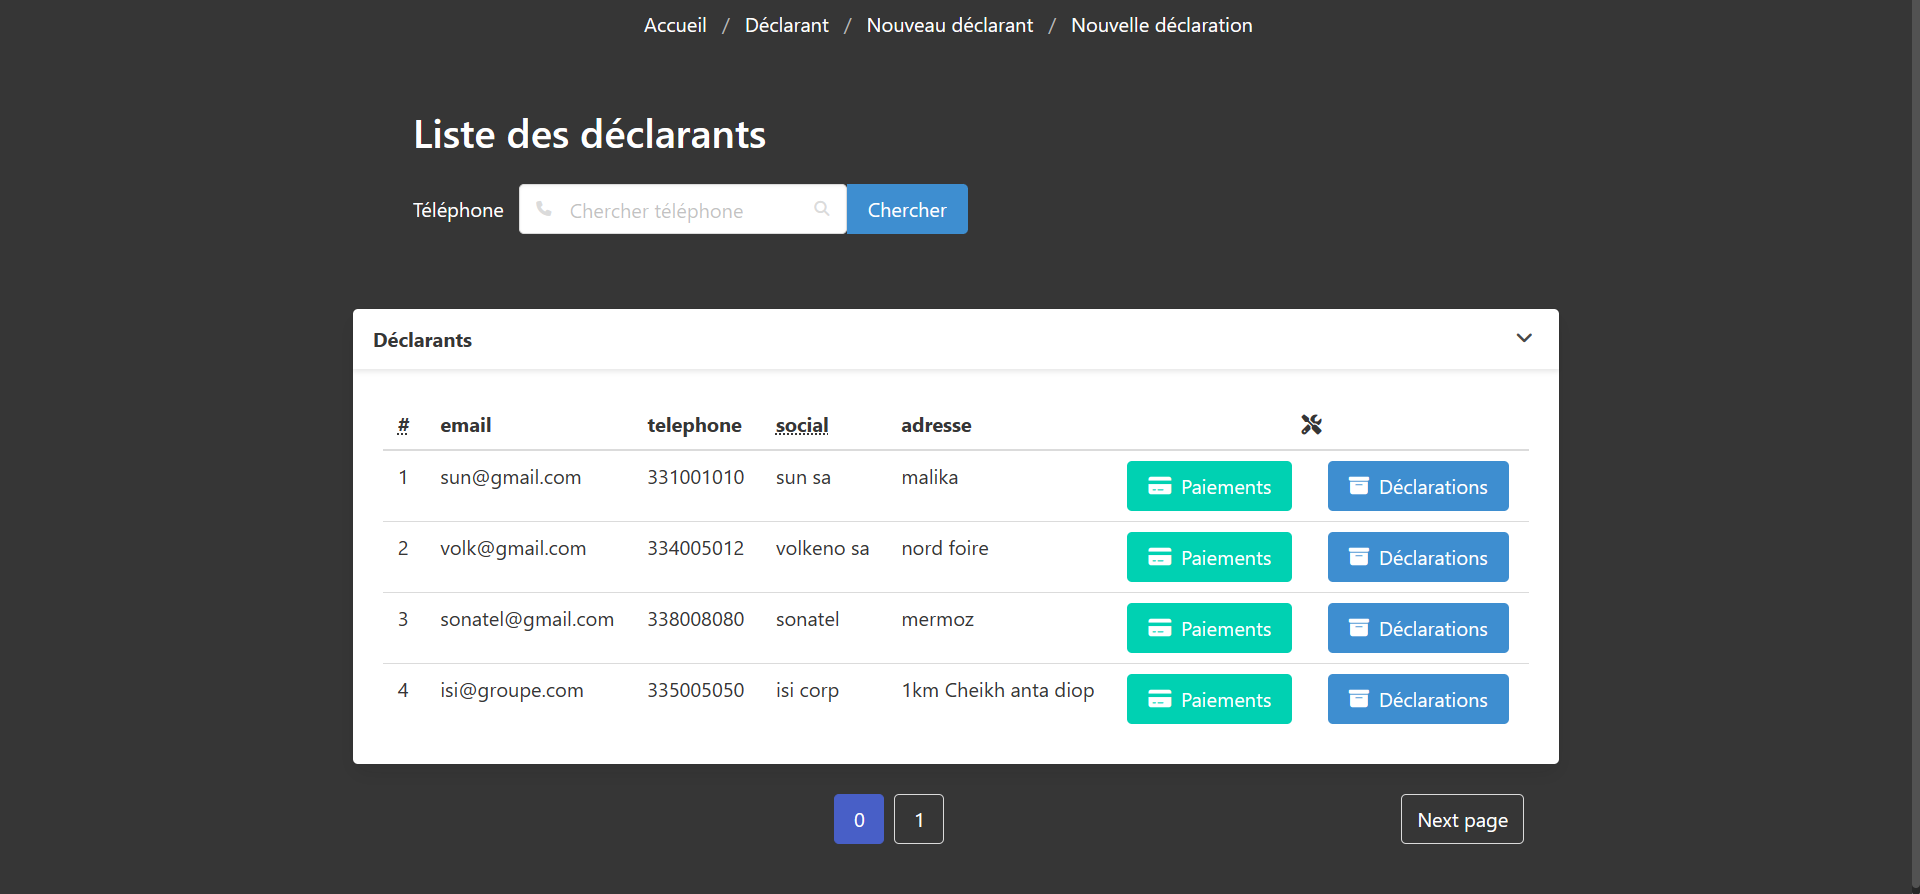 Accueil / Déclarant / Nouveau déclarant / Nouvelle déclaration
Liste des déclarants
Téléphone Chercher téléphone Chercher
Déclarants
# email telephone social adresse
1 sun@gmail.com 331001010 sun sa malika Paiements Déclarations
2 volk@gmail.com 334005012 volkeno sa nord foire Paiements Déclarations
3 sonatel@gmail.com 338008080 sonatel mermoz Paiements Déclarations
4 isi@groupe.com 335005050 isi corp 1km Cheikh anta diop Paiements Déclarations
0 1 Next page